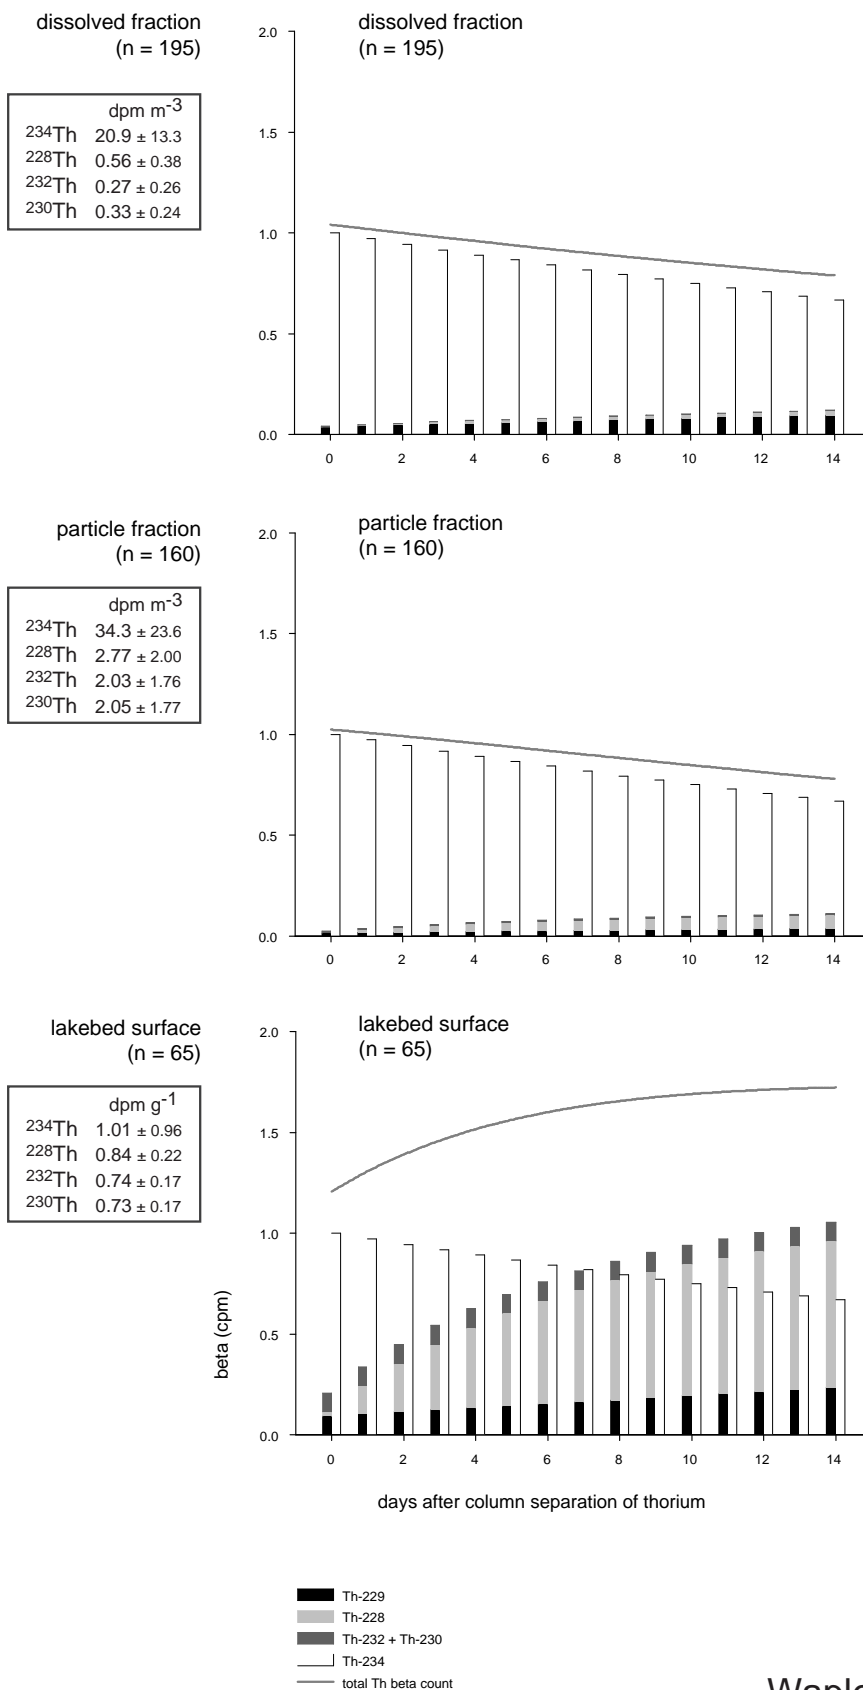 dissolved fraction
(n = 195)
dpm m-3
234Th 20.9 ± 13.3
228Th 0.56 ± 0.38
232Th 0.27 ± 0.26
230Th 0.33 ± 0.24
dissolved fraction
(n = 195)
2.0
1.5
1.0
0.5
0.0
0 2 4 6 8 10 12 14
particle fraction
(n = 160)
dpm m-3
234Th 34.3 ± 23.6
228Th 2.77 ± 2.00
232Th 2.03 ± 1.76
230Th 2.05 ± 1.77
particle fraction
(n = 160)
2.0
1.5
1.0
0.5
0.0
0 2 4 6 8 10 12 14
lakebed surface
(n = 65)
dpm g-1
234Th 1.01 ± 0.96
228Th 0.84 ± 0.22
232Th 0.74 ± 0.17
230Th 0.73 ± 0.17
lakebed surface
(n = 65)
2.0
1.5
1.0
0.5
0.0
beta (cpm)
0 2 4 6 8 10 12 14
days after column separation of thorium
Th-229
Th-228
Th-232 + Th-230
Th-234
total Th beta count